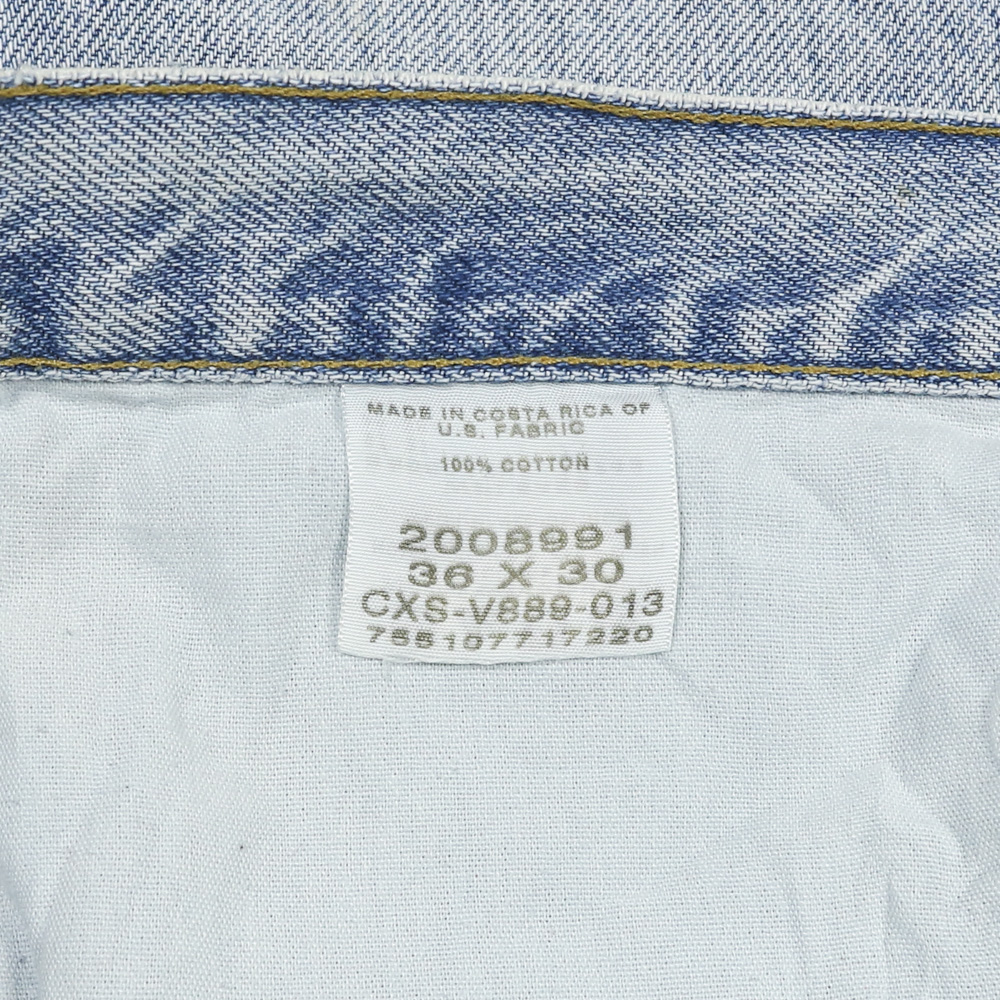 MADE IN COSTA RICA OF
U.S. FABRIC
100% COTTON
2008991
36 X 30
CXS-V889-013
755107717220